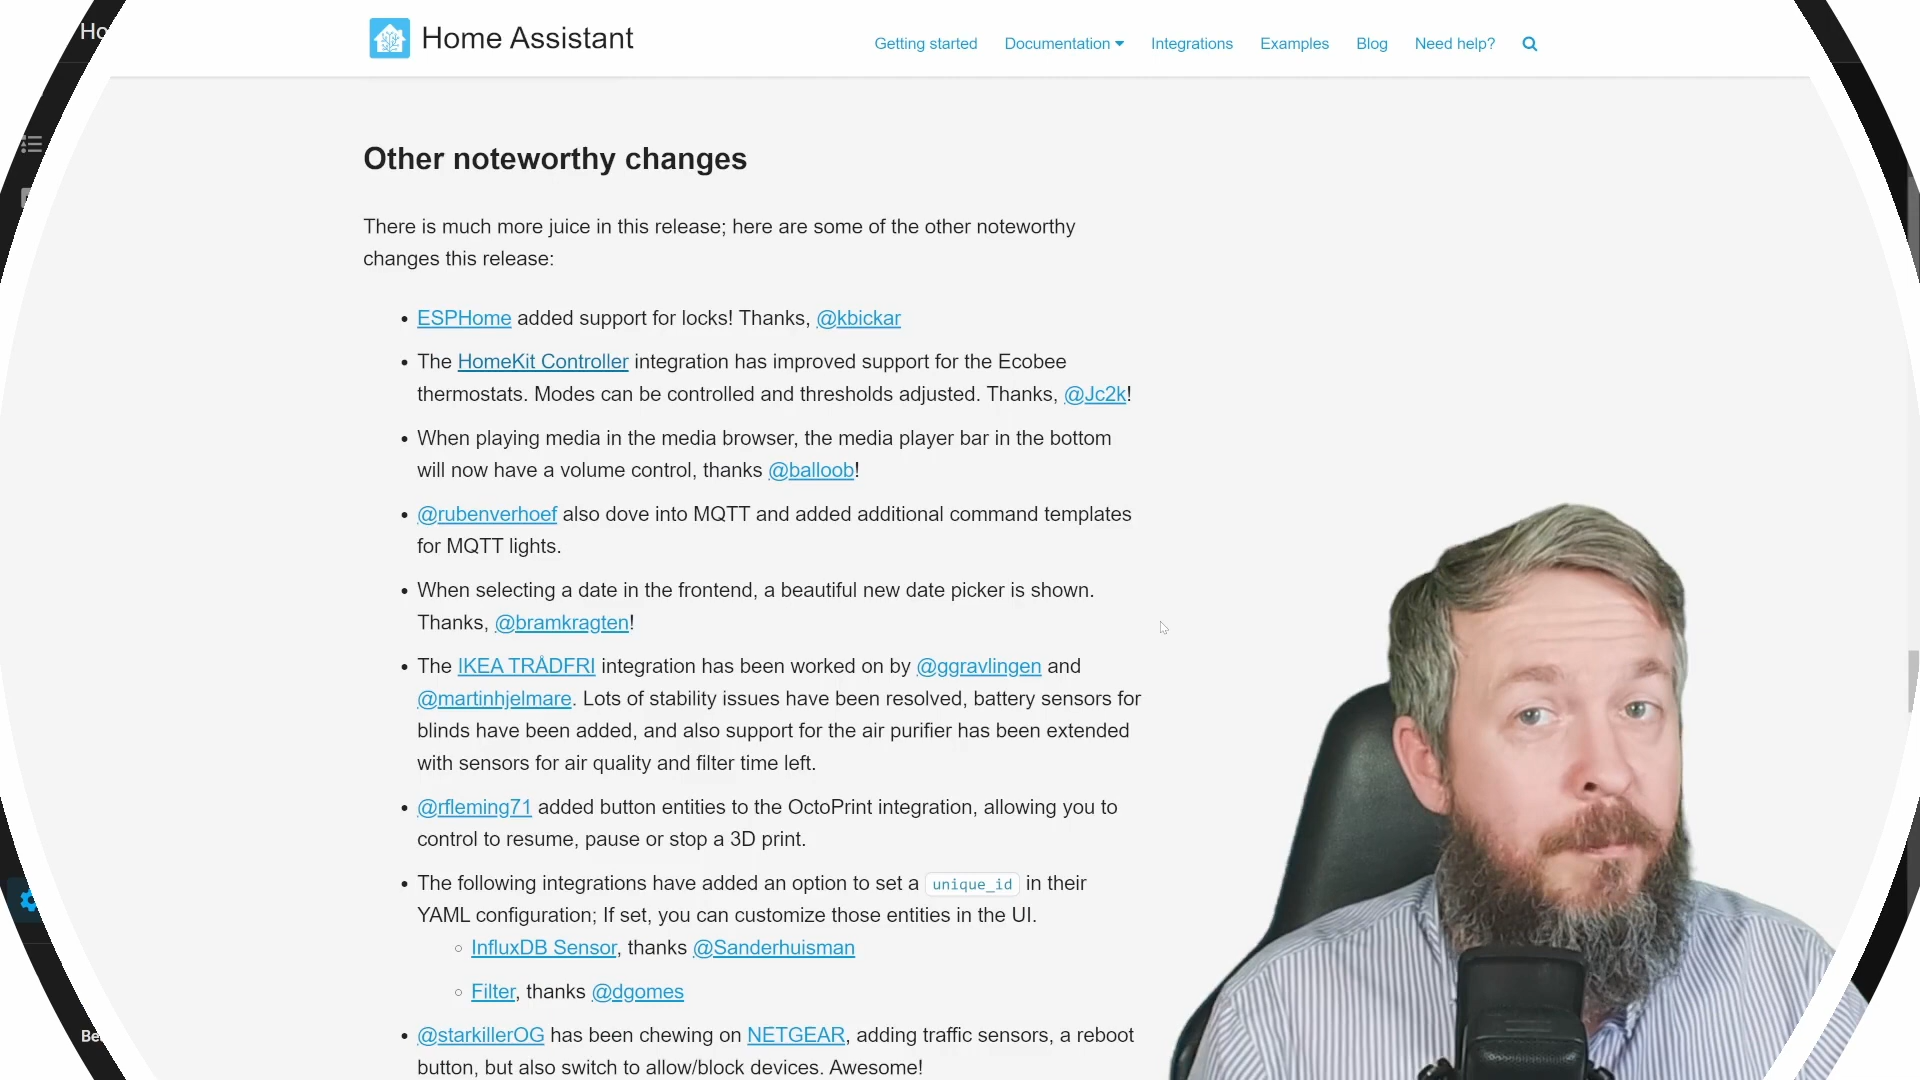 Home Assistant
Getting started Documentation Integrations Examples Blog Need help?
Other noteworthy changes
There is much more juice in this release; here are some of the other noteworthy
changes this release:
ESPHome added support for locks! Thanks, @kbickar
The HomeKit Controller integration has improved support for the Ecobee
thermostats. Modes can be controlled and thresholds adjusted. Thanks, @Jc2k!
When playing media in the media browser, the media player bar in the bottom
will now have a volume control, thanks @balloob!
@rubenverhoef also dove into MQTT and added additional command templates
for MQTT lights.
When selecting a date in the frontend, a beautiful new date picker is shown.
Thanks, @bramkragten!
The IKEA TRÅDFRI integration has been worked on by @ggravlingen and
@martinhjelmare. Lots of stability issues have been resolved, battery sensors for
blinds have been added, and also support for the air purifier has been extended
with sensors for air quality and filter time left.
@rfleming71 added button entities to the OctoPrint integration, allowing you to
control to resume, pause or stop a 3D print.
The following integrations have added an option to set a unique_id in their
YAML configuration; If set, you can customize those entities in the UI.
InfluxDB Sensor, thanks @Sanderhuisman
Filter, thanks @dgomes
@starkillerOG has been chewing on NETGEAR, adding traffic sensors, a reboot
button, but also switch to allow/block devices. Awesome!